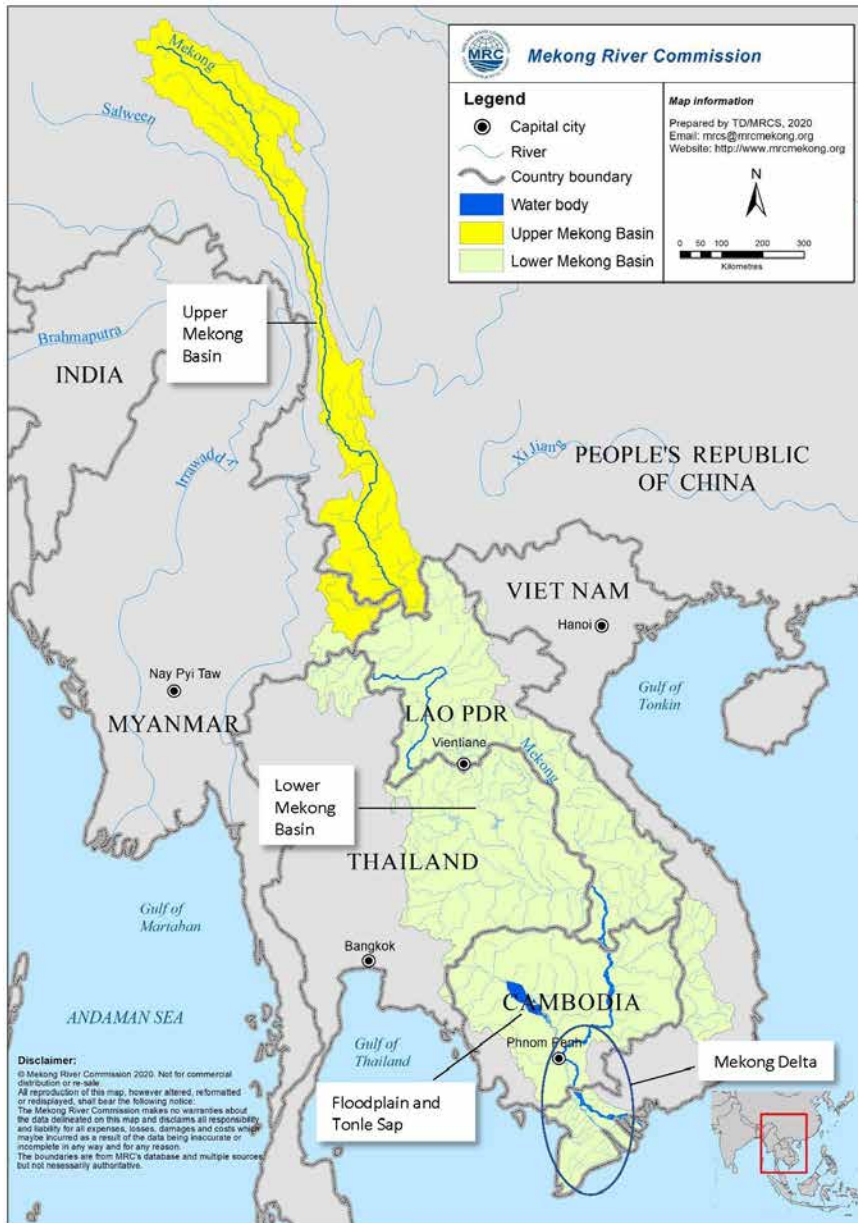 Mekong
Salween
MEKONG RIVER COMMISSION
MRC
Mekong River Commission
Legend
Capital city
River
Country boundary
Water body
Upper Mekong Basin
Lower Mekong Basin
Map information
Prepared by TD/MRCS, 2020
Email: mrcs@mrcmekong.org
Website: http://www.mrcmekong.org
N
0 50 100 200 300
Kilometres
Upper
Mekong
Basin
Brahmaputra
INDIA
Irrawaddy
Xi Jiang
PEOPLE'S REPUBLIC
OF CHINA
VIET NAM
Hanoi
Nay Pyi Taw
MYANMAR
Gulf of
Tonkin
LAO PDR
Vientiane
Mekong
Lower
Mekong
Basin
THAILAND
Gulf of
Martaban
Bangkok
CAMBODIA
Phnom Penh
ANDAMAN SEA
Gulf of
Thailand
Mekong Delta
Floodplain and
Tonle Sap
Disclaimer:
© Mekong River Commission 2020. Not for commercial
distribution or re-sale
All reproduction of this map, however altered, reformatted
or redisplayed, shall bear the following notice:
The Mekong River Commission makes no warranties about
the data delineated on this map and disclaims all responsibility
and liability for all expenses, losses, damages and costs which
maybe incurred as a result of the data being inaccurate or
incomplete in any way and for any reason.
The boundaries are from MRC's database and multiple sources
but not nesessarily authoritative.